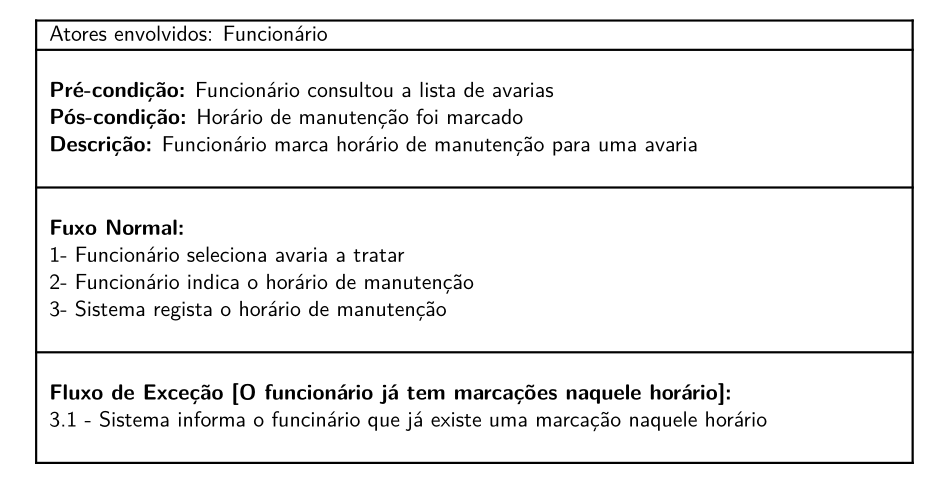 Atores envolvidos: Funcionário
Pré-condição: Funcionário consultou a lista de avarias
Pós-condição: Horário de manutenção foi marcado
Descrição: Funcionário marca horário de manutenção para uma avaria
Fuxo Normal:
1- Funcionário seleciona avaria a tratar
2- Funcionário indica o horário de manutenção
3- Sistema regista o horário de manutenção
Fluxo de Exceção [O funcionário já tem marcações naquele horário]:
3.1 - Sistema informa o funcinário que já existe uma marcação naquele horário